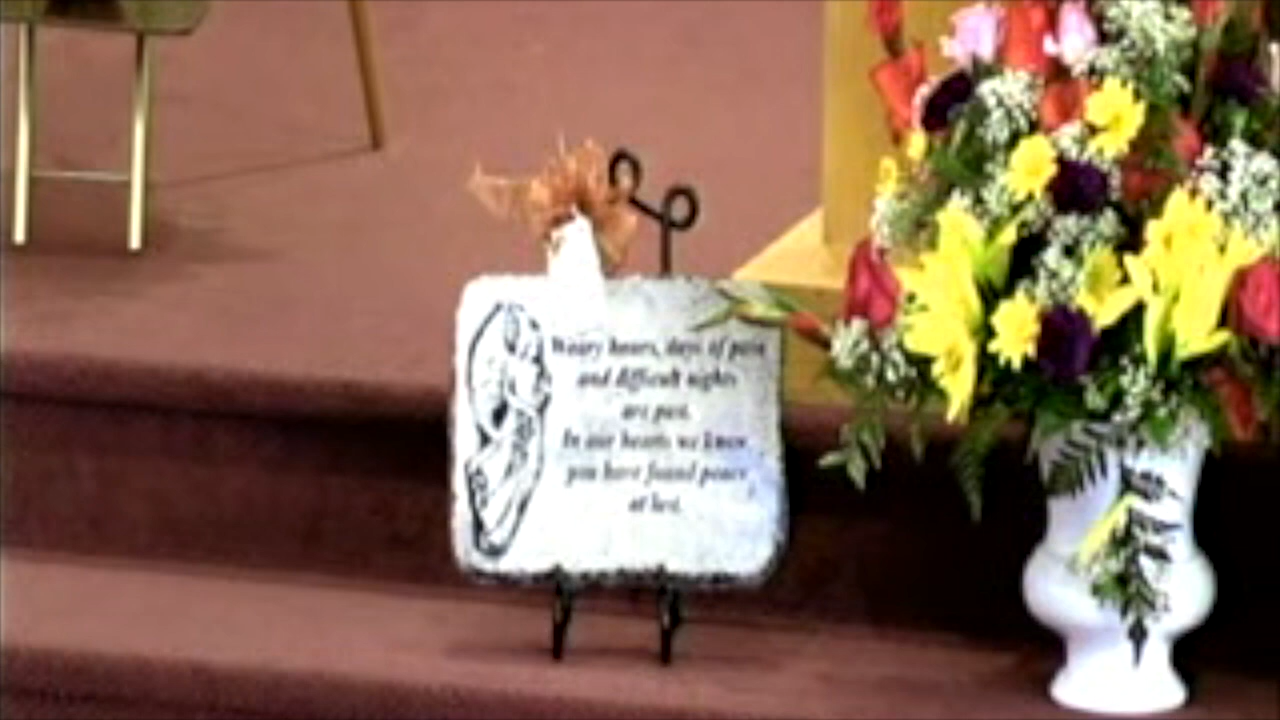 Weary hours, days of pain
and difficult nights
are past.
In our hearts we know
you have found peace
at last.